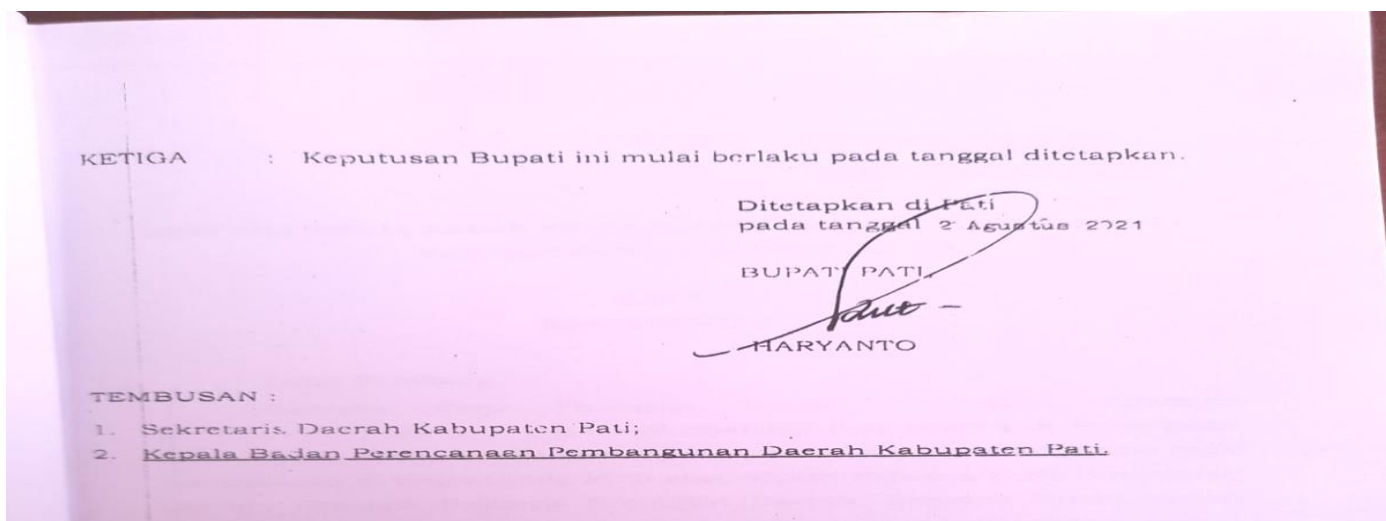 KETIGA : Keputusan Bupati ini mulai berlaku pada tanggal ditetapkan.
Ditetapkan di Pati
pada tanggal 2 Agustus 2021
BUPATI PATI,
HARYANTO
TEMBUSAN :
1. Sekretaris Daerah Kabupaten Pati;
2. Kepala Badan Perencanaan Pembangunan Daerah Kabupaten Pati.